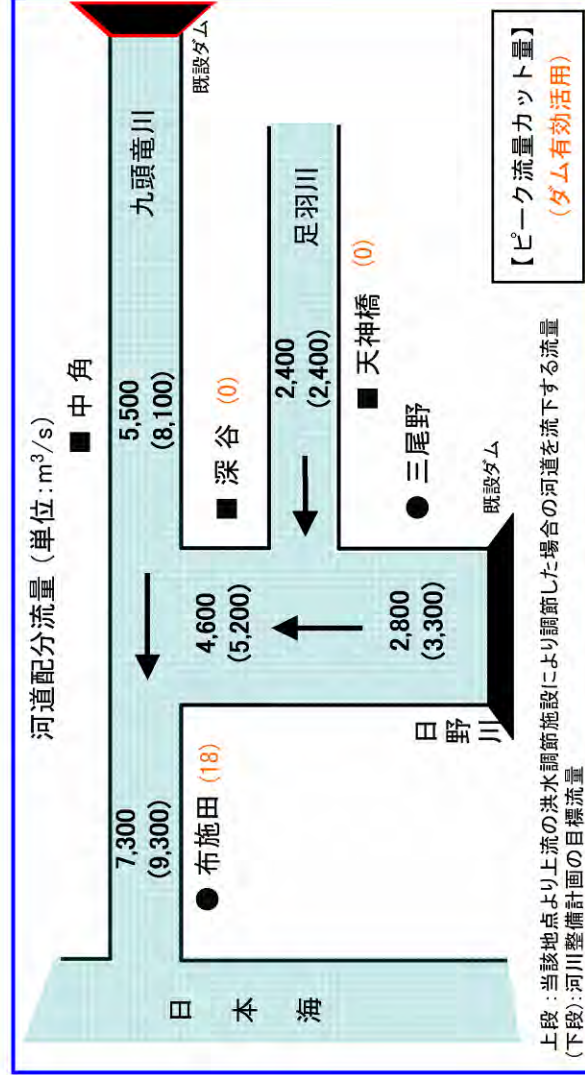 河道配分流量(単位:m³/s)
■中角
5,500
(8,100)
九頭竜川
既設ダム
7,300
(9,300)
●布施田(18)
■深谷(0)
4,600
(5,200)
2,400
(2,400)
足羽川
■天神橋(0)
2,800
(3,300)
●三尾野
既設ダム
日野川
日本海
【ピーク流量カット量】
(ダム有効活用)
上段:当該地点より上流の洪水調節施設により調節した場合の河道を流下する流量
(下段):河川整備計画の目標流量